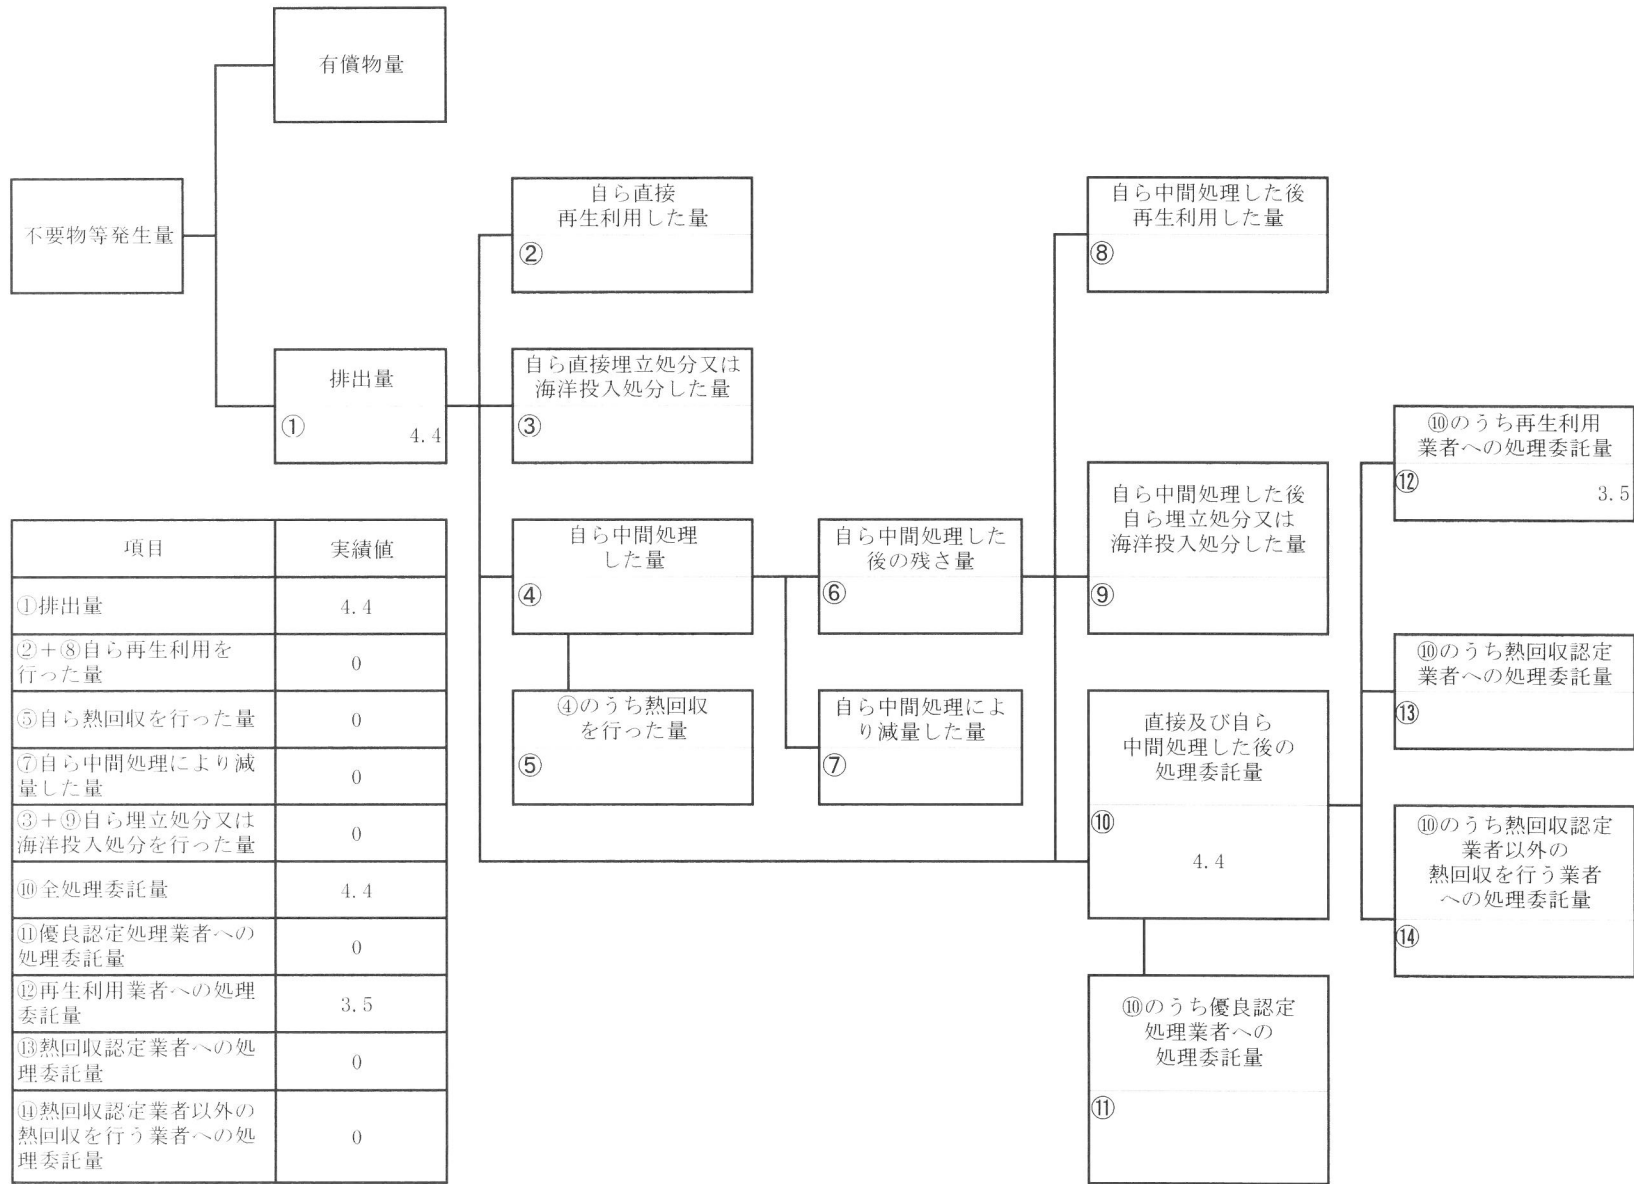 有償物量
不要物等発生量
排出量
①
4.4
自ら直接
再生利用した量
②
自ら直接埋立処分又は
海洋投入処分した量
③
自ら中間処理
した量
④
④のうち熱回収
を行った量
⑤
自ら中間処理した
後の残さ量
⑥
自ら中間処理によ
り減量した量
⑦
自ら中間処理した後
再生利用した量
⑧
自ら中間処理した後
自ら埋立処分又は
海洋投入処分した量
⑨
直接及び自ら
中間処理した後の
処理委託量
⑩
4.4
⑩のうち優良認定
処理業者への
処理委託量
⑪
⑩のうち再生利用
業者への処理委託量
⑫
3.5
⑩のうち熱回収認定
業者への処理委託量
⑬
⑩のうち熱回収認定
業者以外の
熱回収を行う業者
への処理委託量
⑭
項目 実績値
①排出量 4.4
②+⑧自ら再生利用を
行った量 0
⑤自ら熱回収を行った量 0
⑦自ら中間処理により減
量した量 0
③+⑨自ら埋立処分又は
海洋投入処分を行った量 0
⑩全処理委託量 4.4
⑪優良認定処理業者への
処理委託量 0
⑫再生利用業者への処理
委託量 3.5
⑬熱回収認定業者への処
理委託量 0
⑭熱回収認定業者以外の
熱回収を行う業者への処
理委託量 0